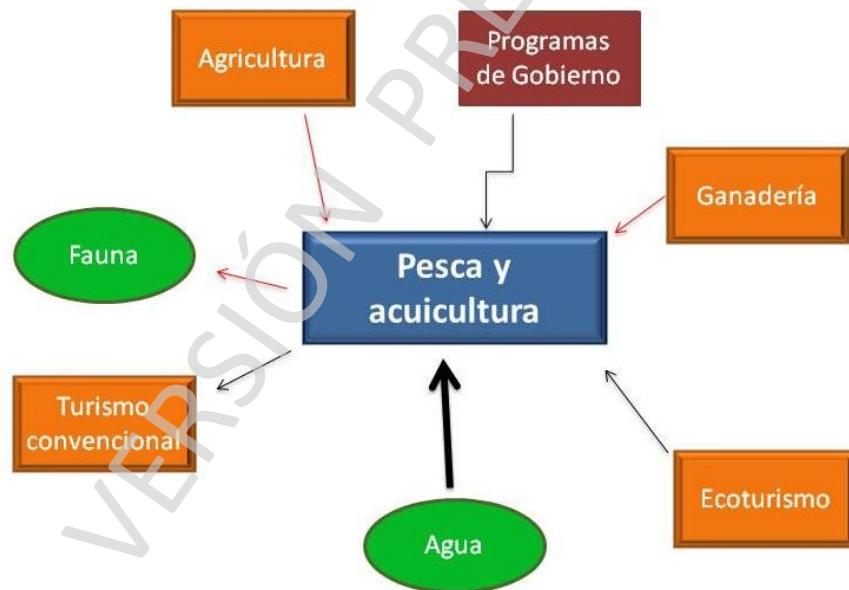 Agricultura
Programas
de Gobierno
Ganadería
Fauna
Pesca y
acuicultura
Turismo
convencional
Ecoturismo
Agua
VERSIÓN PRE